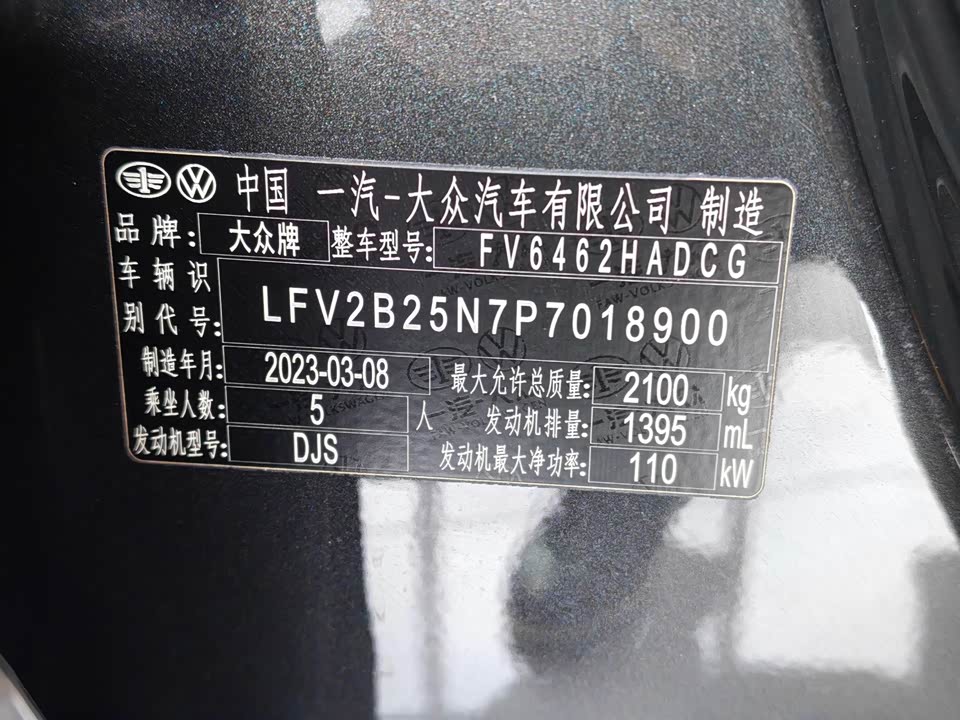 中国 一汽-大众汽车有限公司 制造
品牌: 大众牌 整车型号: FV6462HADCG
车辆识别代号: LFV2B25N7P7018900
制造年月: 2023-03-08 最大允许总质量: 2100 kg
乘坐人数: 5 人 发动机排量: 1395 mL
发动机型号: DJS 发动机最大净功率: 110 kW